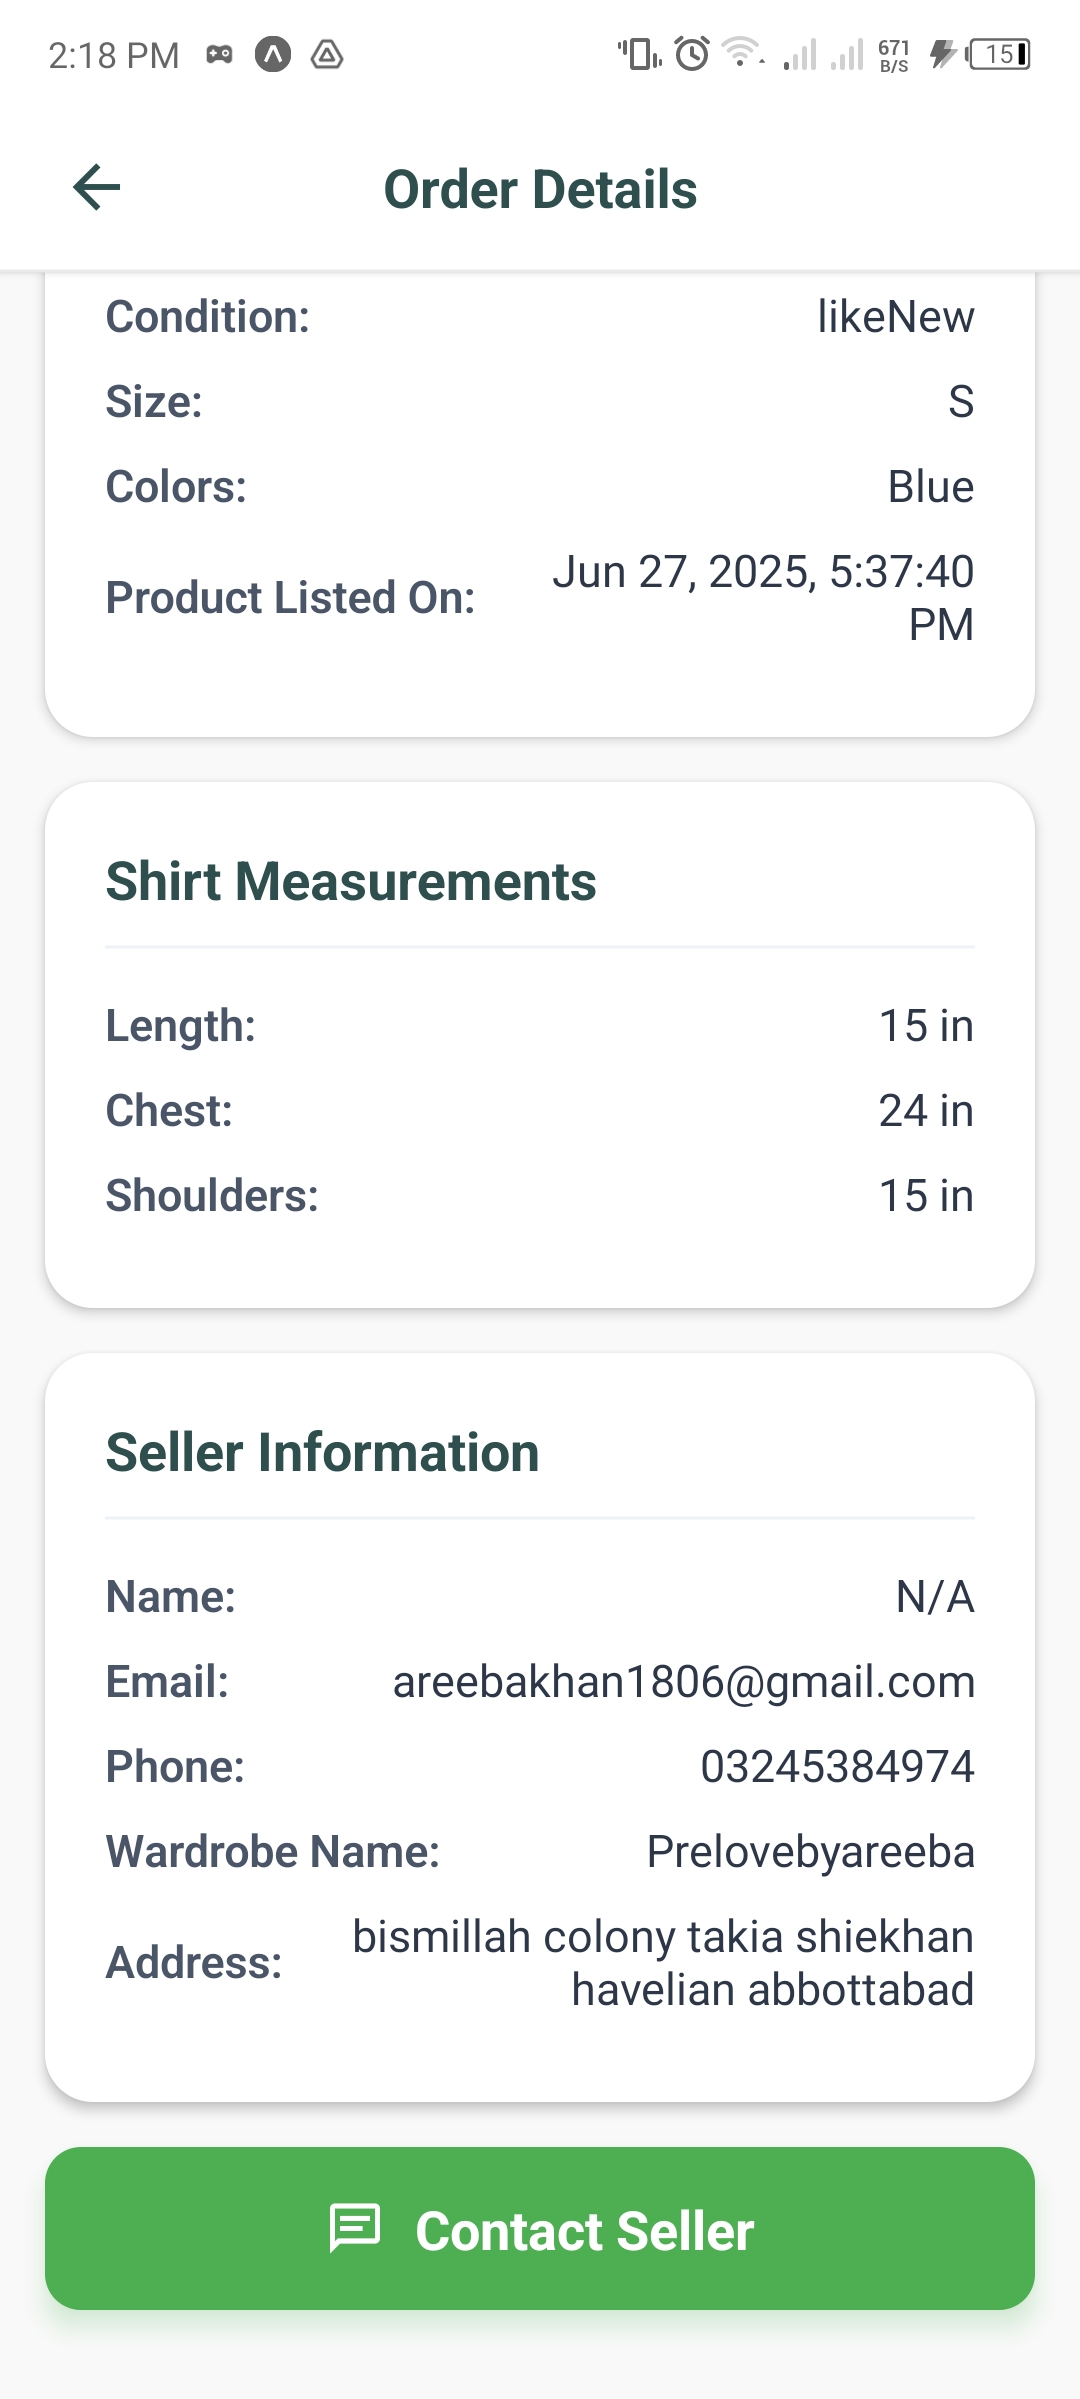 2:18 PM
671
B/S
15
Order Details
Condition: likeNew
Size: S
Colors: Blue
Product Listed On: Jun 27, 2025, 5:37:40
PM
Shirt Measurements
Length: 15 in
Chest: 24 in
Shoulders: 15 in
Seller Information
Name: N/A
Email: areebakhan1806@gmail.com
Phone: 03245384974
Wardrobe Name: Prelovebyareeba
Address: bismillah colony takia shiekhan
havelian abbottabad
Contact Seller